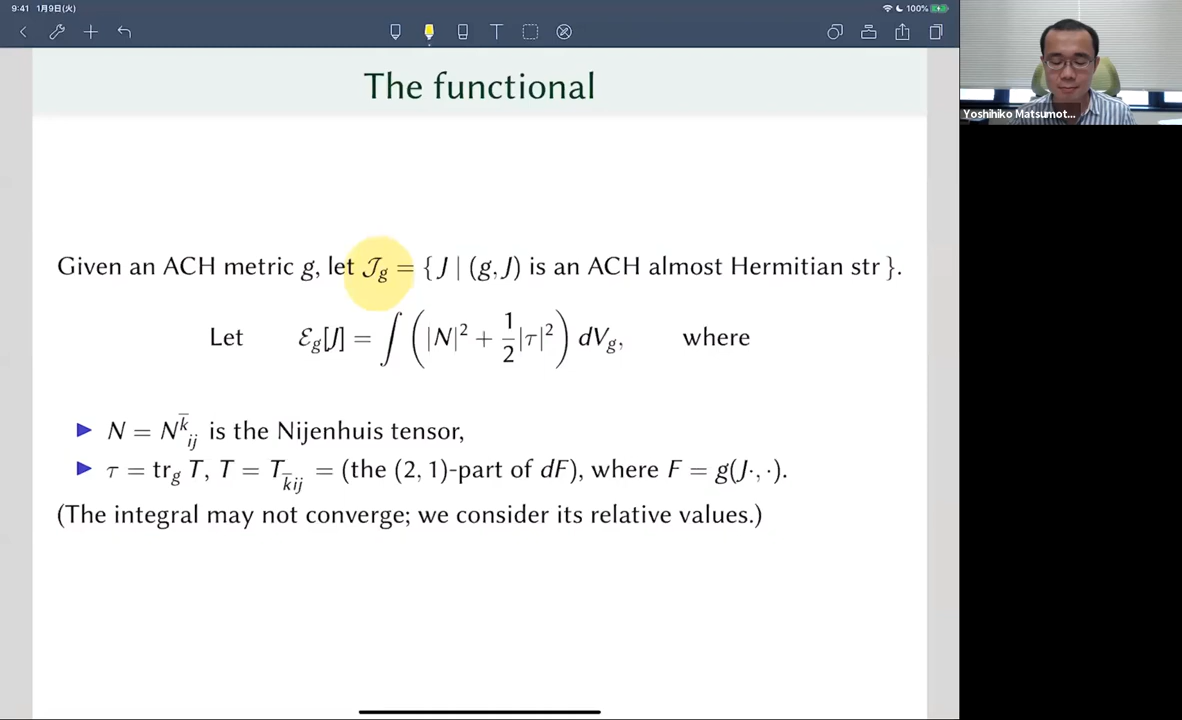 9:41 1月9日(火) 100%
T
The functional
Given an ACH metric g, let 𝒥_g = { J | (g, J) is an ACH almost Hermitian str }.
Let ℰ_g[J] = ∫ ( |N|² + 1/2 |τ|² ) dV_g, where
▶ N = N^k̄_ij is the Nijenhuis tensor,
▶ τ = tr_g T, T = T_k̄ij = (the (2, 1)-part of dF), where F = g(J·, ·).
(The integral may not converge; we consider its relative values.)
Yoshihiko Matsumot...